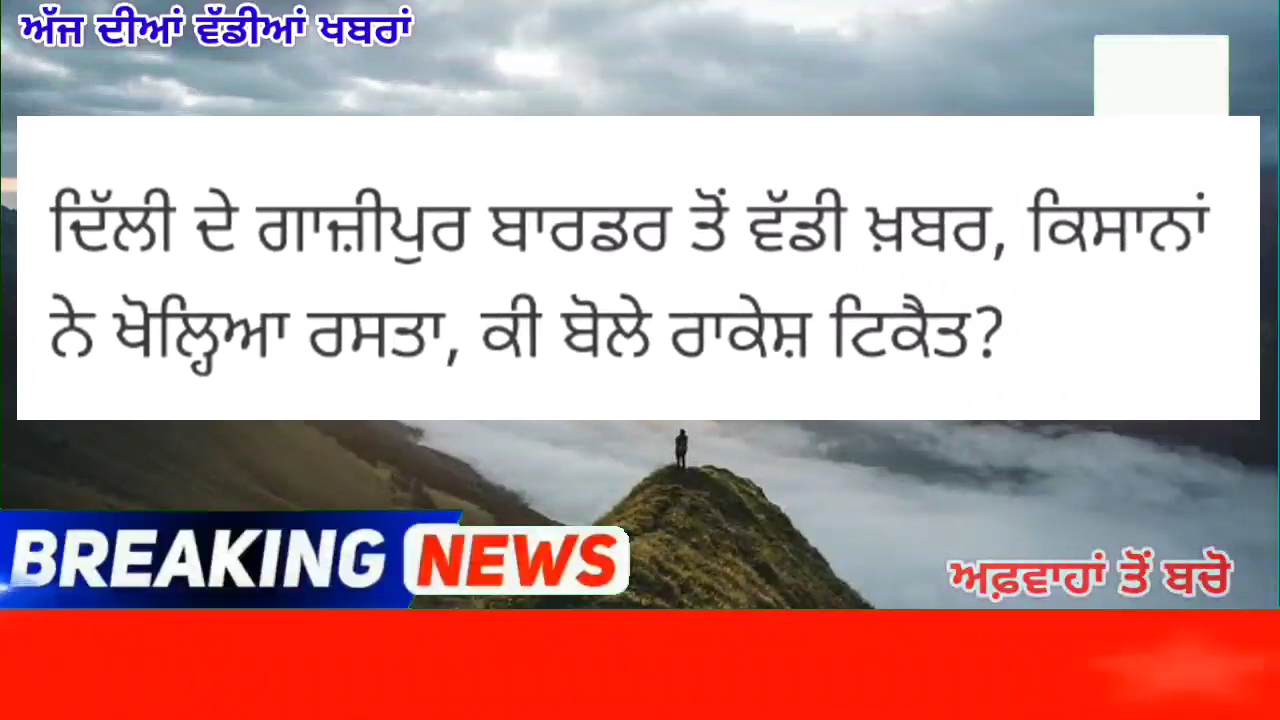 ਅੱਜ ਦੀਆਂ ਵੱਡੀਆਂ ਖਬਰਾਂ
ਦਿੱਲੀ ਦੇ ਗਾਜ਼ੀਪੁਰ ਬਾਰਡਰ ਤੋਂ ਵੱਡੀ ਖ਼ਬਰ, ਕਿਸਾਨਾਂ
ਨੇ ਖੋਲ੍ਹਿਆ ਰਸਤਾ, ਕੀ ਬੋਲੇ ਰਾਕੇਸ਼ ਟਿਕੈਤ?
BREAKING NEWS
ਅਫ਼ਵਾਹਾਂ ਤੋਂ ਬਚੋ